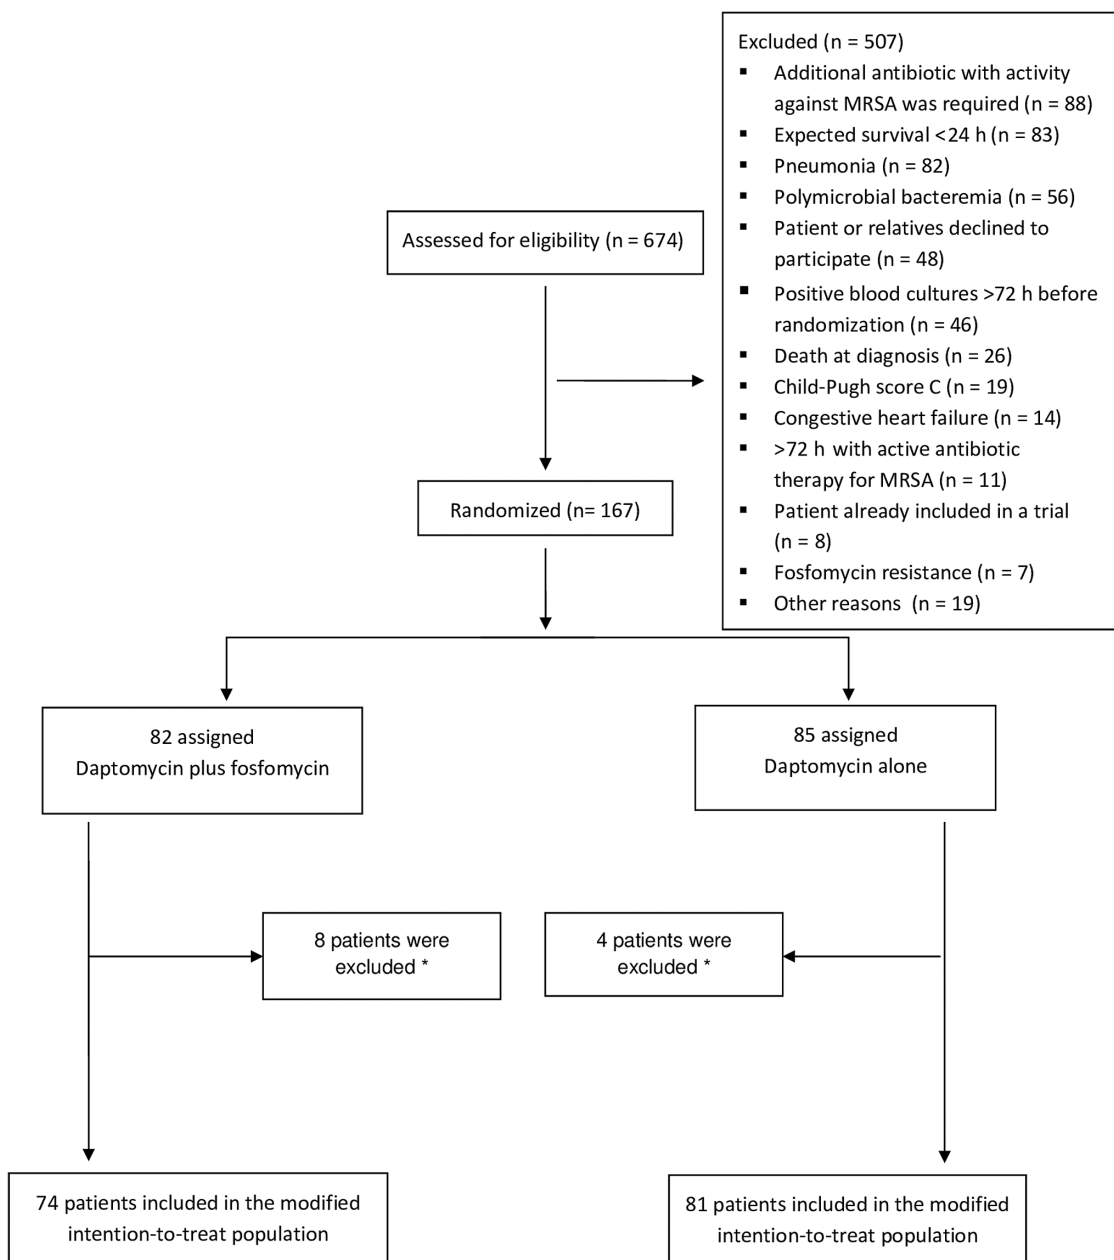 Excluded (n = 507)
▪ Additional antibiotic with activity
against MRSA was required (n = 88)
▪ Expected survival <24 h (n = 83)
▪ Pneumonia (n = 82)
▪ Polymicrobial bacteremia (n = 56)
▪ Patient or relatives declined to
participate (n = 48)
▪ Positive blood cultures >72 h before
randomization (n = 46)
▪ Death at diagnosis (n = 26)
▪ Child-Pugh score C (n = 19)
▪ Congestive heart failure (n = 14)
▪ >72 h with active antibiotic
therapy for MRSA (n = 11)
▪ Patient already included in a trial
(n = 8)
▪ Fosfomycin resistance (n = 7)
▪ Other reasons (n = 19)
Assessed for eligibility (n = 674)
Randomized (n= 167)
82 assigned
Daptomycin plus fosfomycin
85 assigned
Daptomycin alone
8 patients were
excluded *
4 patients were
excluded *
74 patients included in the modified
intention-to-treat population
81 patients included in the modified
intention-to-treat population